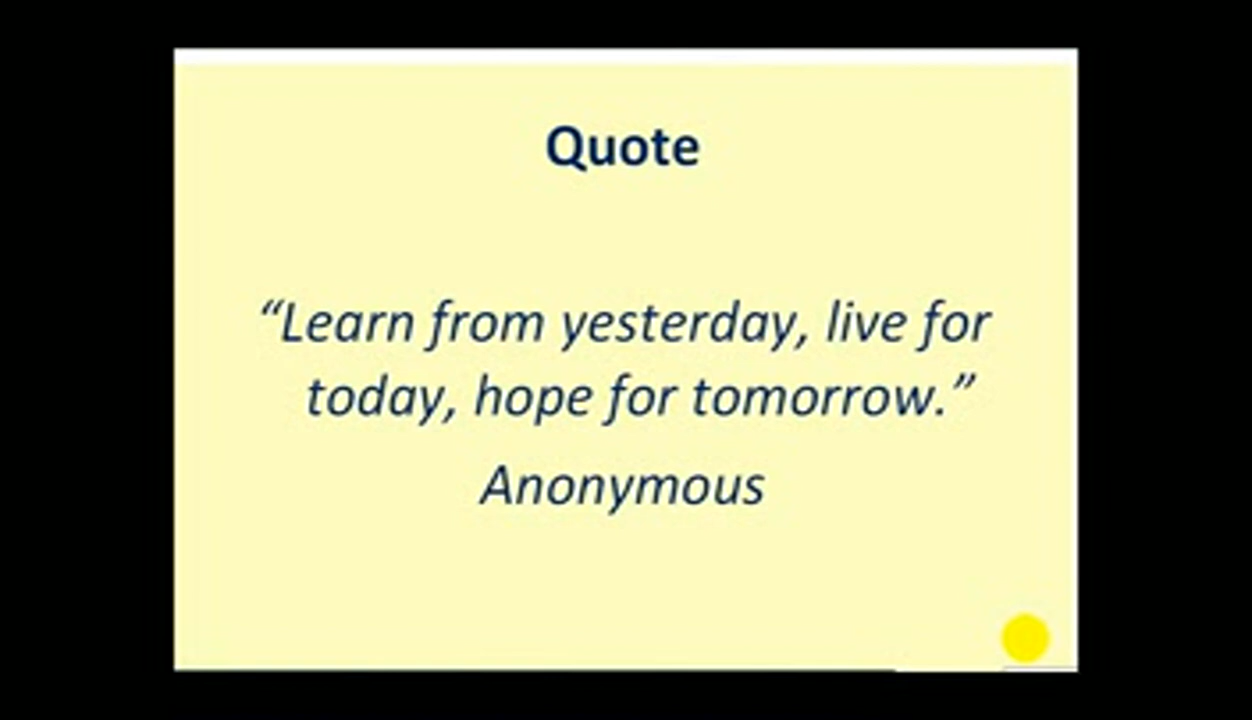 Quote
“Learn from yesterday, live for
today, hope for tomorrow.”
Anonymous